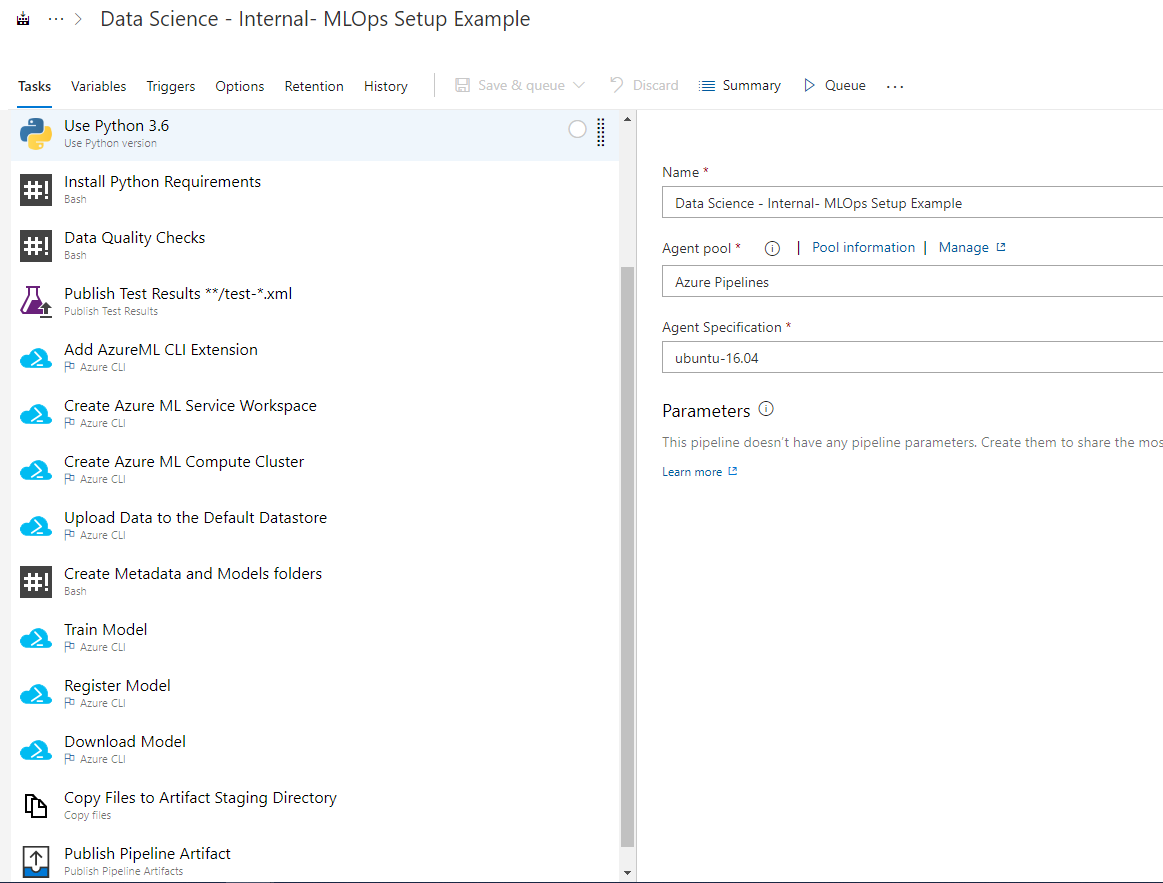 ··· > Data Science - Internal- MLOps Setup Example
Tasks Variables Triggers Options Retention History Save & queue Discard Summary Queue ···
Use Python 3.6
Use Python version
#! Install Python Requirements
Bash
#! Data Quality Checks
Bash
Publish Test Results **/test-*.xml
Publish Test Results
Add AzureML CLI Extension
Azure CLI
Create Azure ML Service Workspace
Azure CLI
Create Azure ML Compute Cluster
Azure CLI
Upload Data to the Default Datastore
Azure CLI
#! Create Metadata and Models folders
Bash
Train Model
Azure CLI
Register Model
Azure CLI
Download Model
Azure CLI
Copy Files to Artifact Staging Directory
Copy files
Publish Pipeline Artifact
Publish Pipeline Artifacts
Name *
Data Science - Internal- MLOps Setup Example
Agent pool * | Pool information | Manage
Azure Pipelines
Agent Specification *
ubuntu-16.04
Parameters
This pipeline doesn't have any pipeline parameters. Create them to share the mos
Learn more